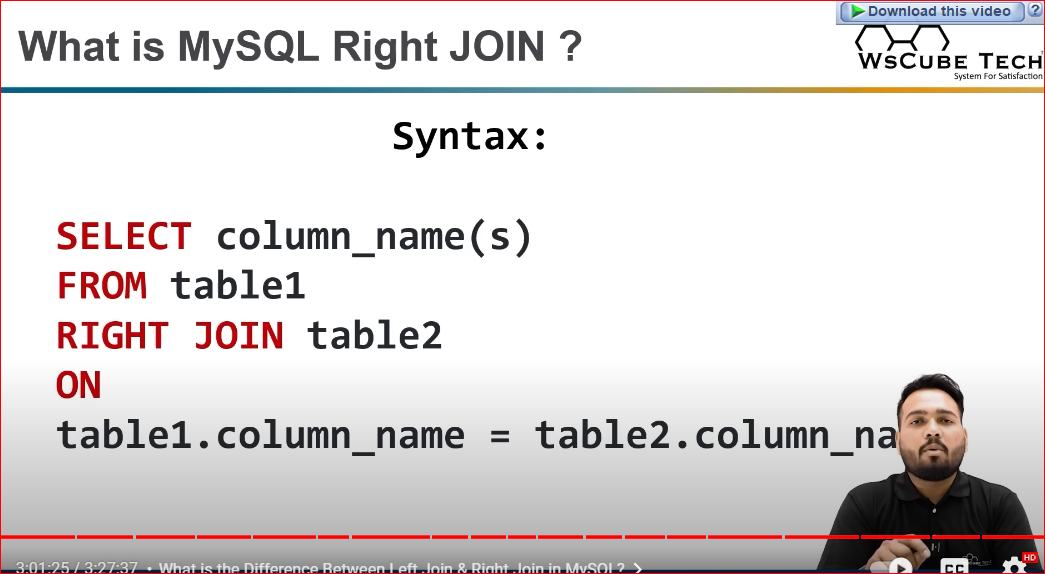 Download this video ?
What is MySQL Right JOIN ?
WsCube Tech
System For Satisfaction
Syntax:
SELECT column_name(s)
FROM table1
RIGHT JOIN table2
ON
table1.column_name = table2.column_na
3:01:25 / 3:27:37 • What is the Difference Between Left Join & Right Join in MySQL? >
CC
HD